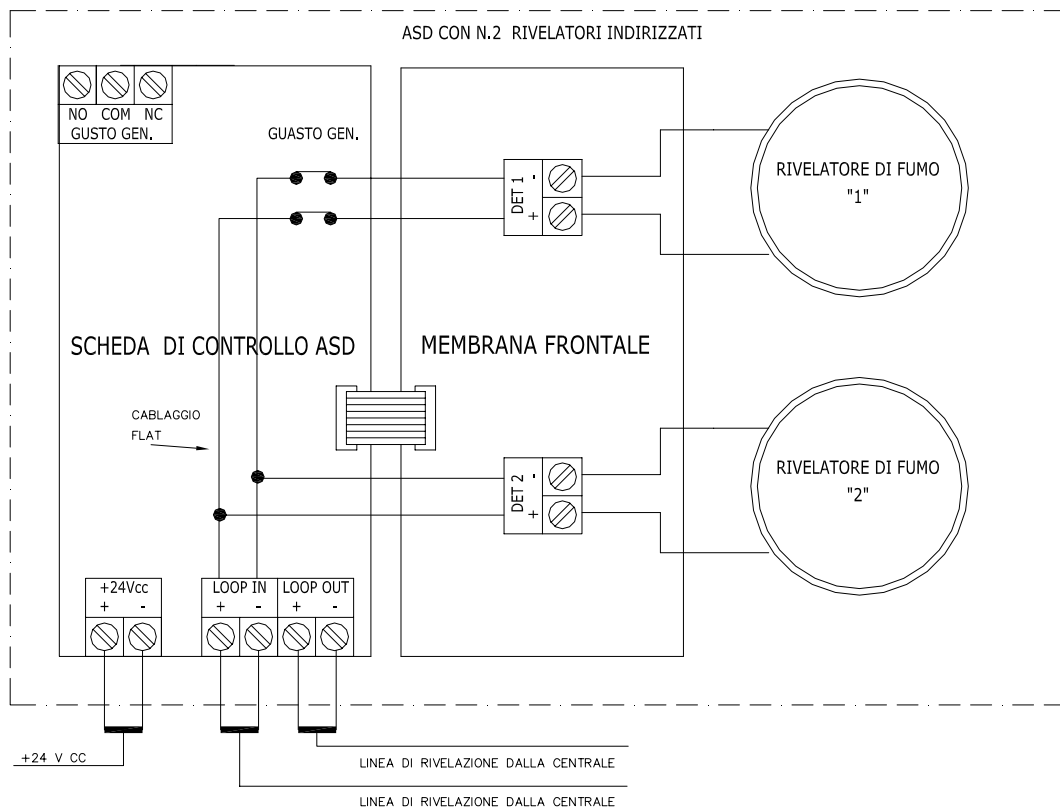 ASD CON N.2 RIVELATORI INDIRIZZATI
NO COM NC
GUSTO GEN.
GUASTO GEN.
DET 1
-
+
RIVELATORE DI FUMO
"1"
SCHEDA DI CONTROLLO ASD
MEMBRANA FRONTALE
CABLAGGIO
FLAT
DET 2
-
+
RIVELATORE DI FUMO
"2"
+24Vcc
+ -
LOOP IN
+ -
LOOP OUT
+ -
+24 V CC
LINEA DI RIVELAZIONE DALLA CENTRALE
LINEA DI RIVELAZIONE DALLA CENTRALE